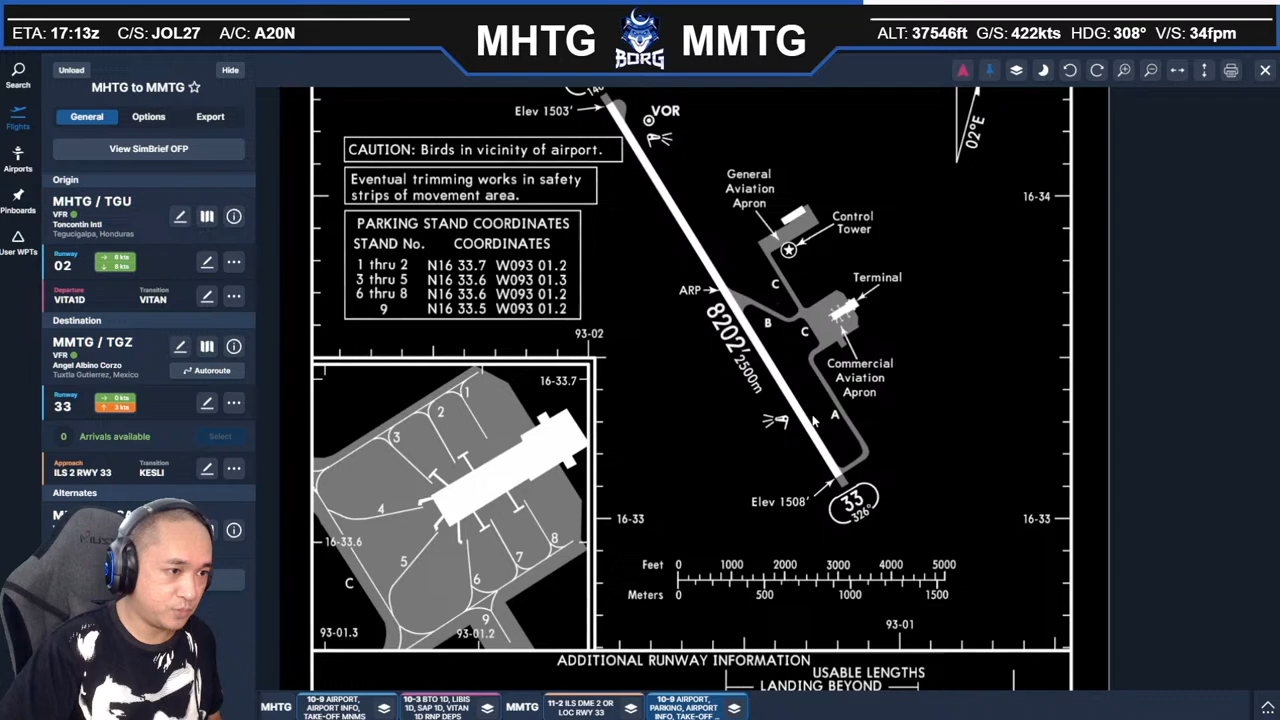 ETA: 17:13z C/S: JOL27 A/C: A20N
MHTG BORG MMTG
ALT: 37546ft G/S: 422kts HDG: 308° V/S: 34fpm
Search
Flights
Airports
Pinboards
User WPTs
Unload Hide
MHTG to MMTG
General Options Export
View SimBrief OFP
Origin
MHTG / TGU
VFR
Toncontin Intl
Tegucigalpa, Honduras
Runway
02
6 kts
8 kts
Departure Transition
VITA1D VITAN
Destination
MMTG / TGZ
VFR
Angel Albino Corzo
Tuxtla Gutierrez, Mexico
Autoroute
Runway
33
0 kts
3 kts
0 Arrivals available Select
Approach Transition
ILS 2 RWY 33 KESLI
Alternates
Elev 1503'
VOR
02°E
CAUTION: Birds in vicinity of airport.
Eventual trimming works in safety
strips of movement area.
PARKING STAND COORDINATES
STAND No. COORDINATES
1 thru 2 N16 33.7 W093 01.2
3 thru 5 N16 33.6 W093 01.3
6 thru 8 N16 33.6 W093 01.2
9 N16 33.5 W093 01.2
General
Aviation
Apron
Control
Tower
16-34
Terminal
C
ARP
B
C
8202'
2500m
93-02
Commercial
Aviation
Apron
A
Elev 1508'
33
326°
16-33
16-33
16-33.7
1
2
3
4
5
6
7
8
9
16-33.6
C
93-01.3
93-01.2
Feet 0 1000 2000 3000 4000 5000
Meters 0 500 1000 1500
93-01
ADDITIONAL RUNWAY INFORMATION
USABLE LENGTHS
LANDING BEYOND
MHTG
10-9 AIRPORT,
AIRPORT INFO,
TAKE-OFF MNMS
10-3 BTO 1D, LIBIS
1D, SAP 1D, VITAN
1D RNP DEPS
MMTG
11-2 ILS DME 2 OR
LOC RWY 33
10-9 AIRPORT,
PARKING, AIRPORT
INFO, TAKE-OFF ...